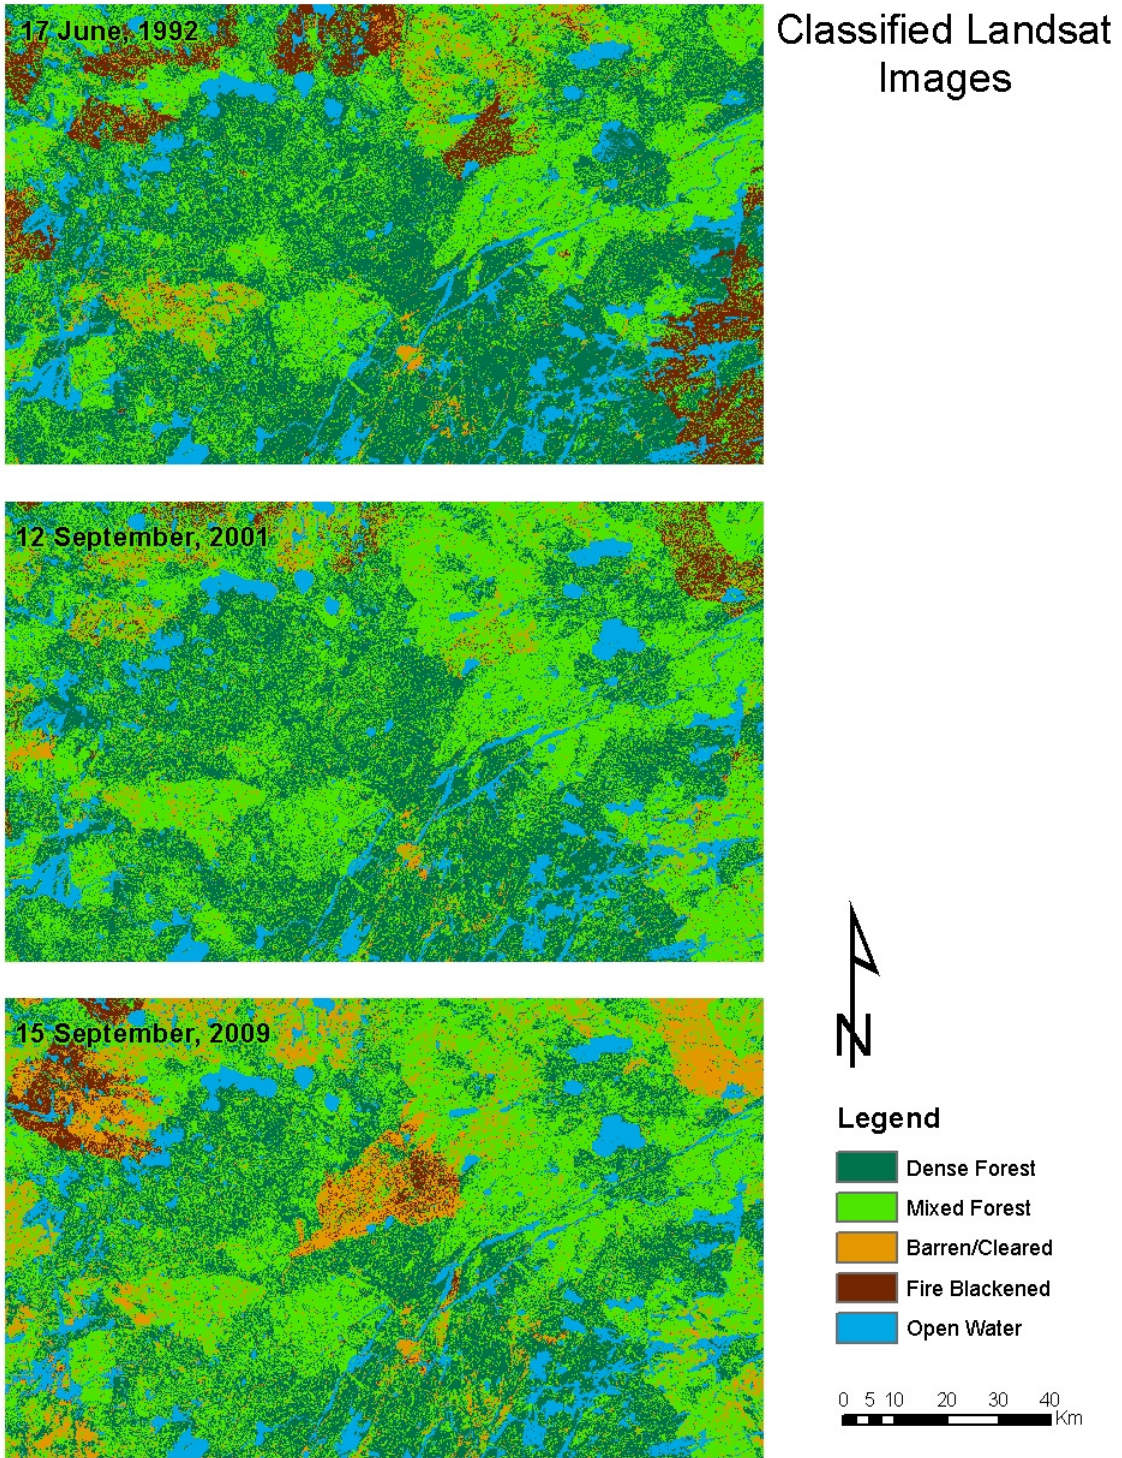 Classified Landsat
Images
17 June, 1992
12 September, 2001
15 September, 2009
N
Legend
Dense Forest
Mixed Forest
Barren/Cleared
Fire Blackened
Open Water
0 5 10 20 30 40
Km